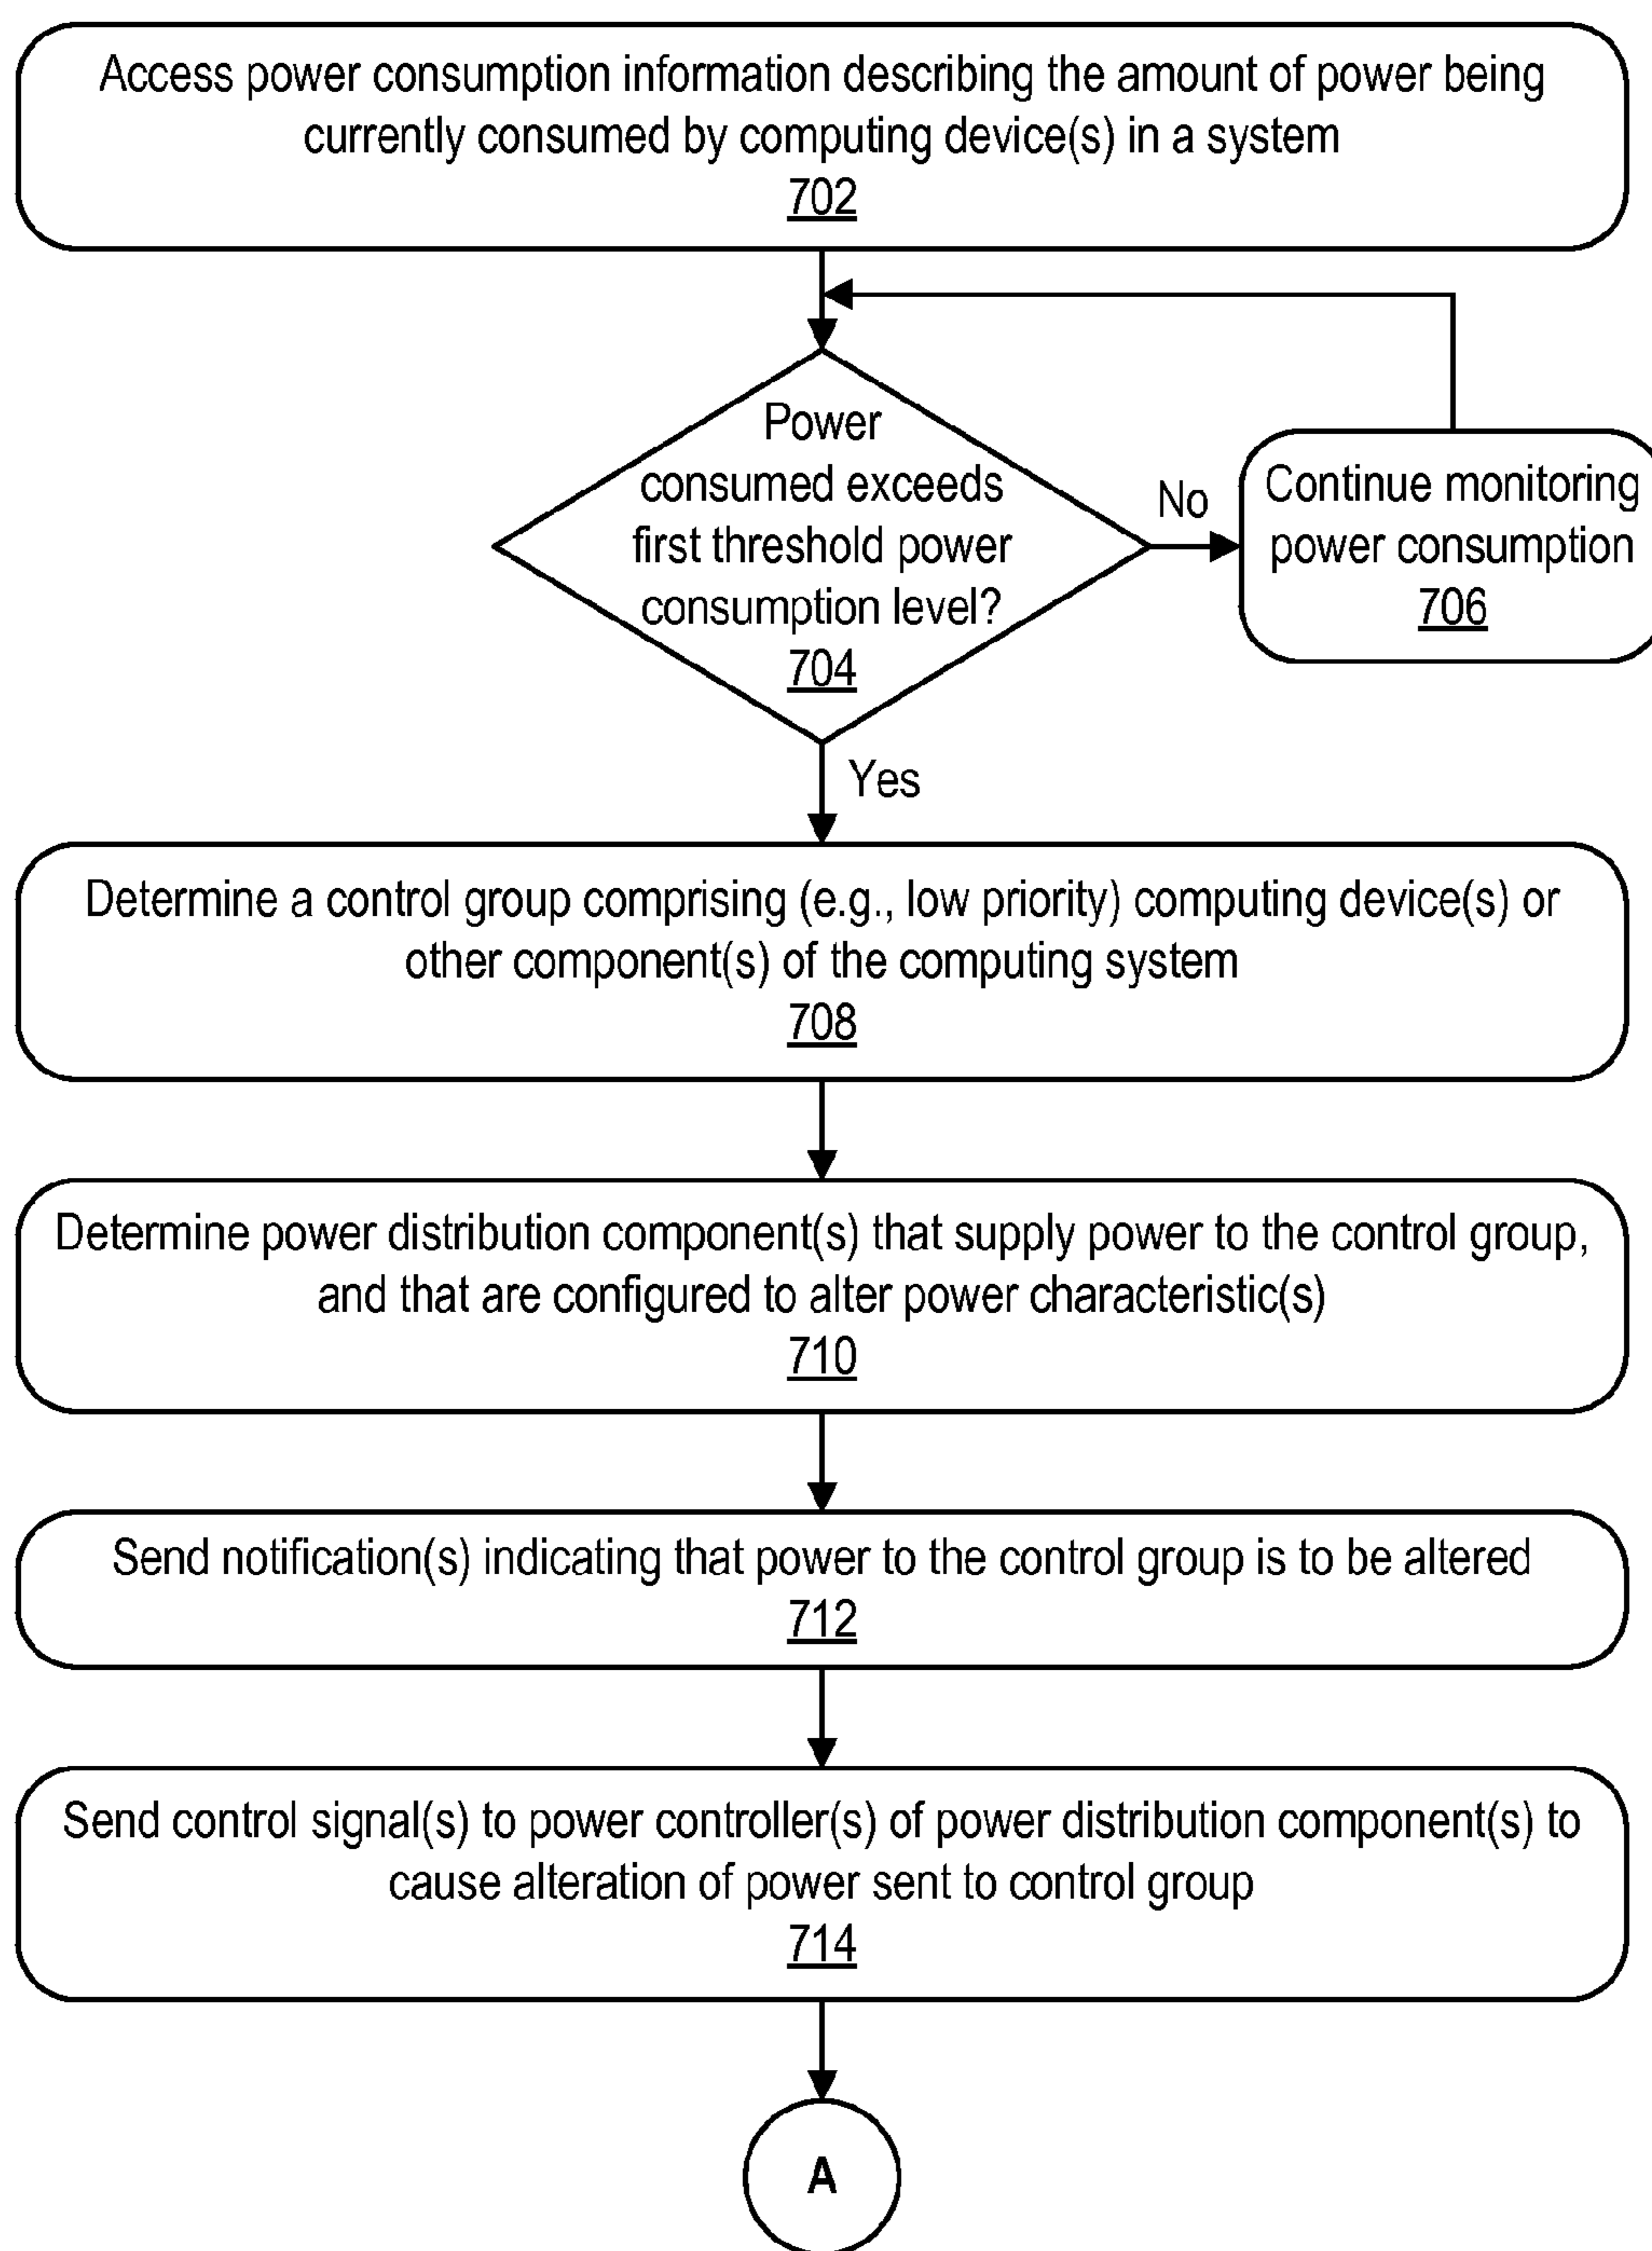 Access power consumption information describing the amount of power being
currently consumed by computing device(s) in a system
702
Power
consumed exceeds
first threshold power
consumption level?
704
No
Continue monitoring
power consumption
706
Yes
Determine a control group comprising (e.g., low priority) computing device(s) or
other component(s) of the computing system
708
Determine power distribution component(s) that supply power to the control group,
and that are configured to alter power characteristic(s)
710
Send notification(s) indicating that power to the control group is to be altered
712
Send control signal(s) to power controller(s) of power distribution component(s) to
cause alteration of power sent to control group
714
A